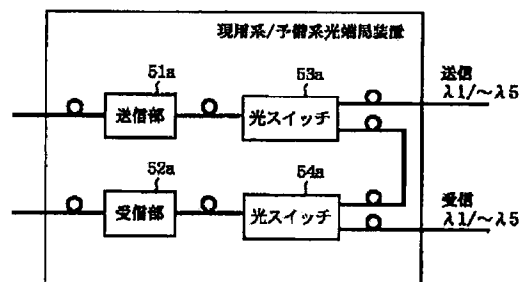 現用系/予備系光端局装置
51a
送信部
53a
光スイッチ
送信
λ1/～λ5
52a
受信部
54a
光スイッチ
受信
λ1/～λ5